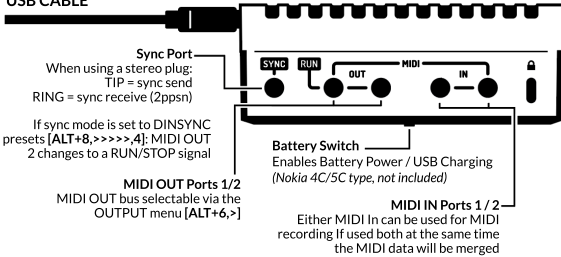 USB CABLE
Sync Port
When using a stereo plug:
TIP = sync send
RING = sync receive (2ppsn)
If sync mode is set to DINSYNC
presets [ALT+8,>>>>>,4]: MIDI OUT
2 changes to a RUN/STOP signal
MIDI OUT Ports 1/2
MIDI OUT bus selectable via the
OUTPUT menu [ALT+6,>]
SYNC RUN MIDI
OUT IN
Battery Switch
Enables Battery Power / USB Charging
(Nokia 4C/5C type, not included)
MIDI IN Ports 1 / 2
Either MIDI In can be used for MIDI
recording If used both at the same time
the MIDI data will be merged